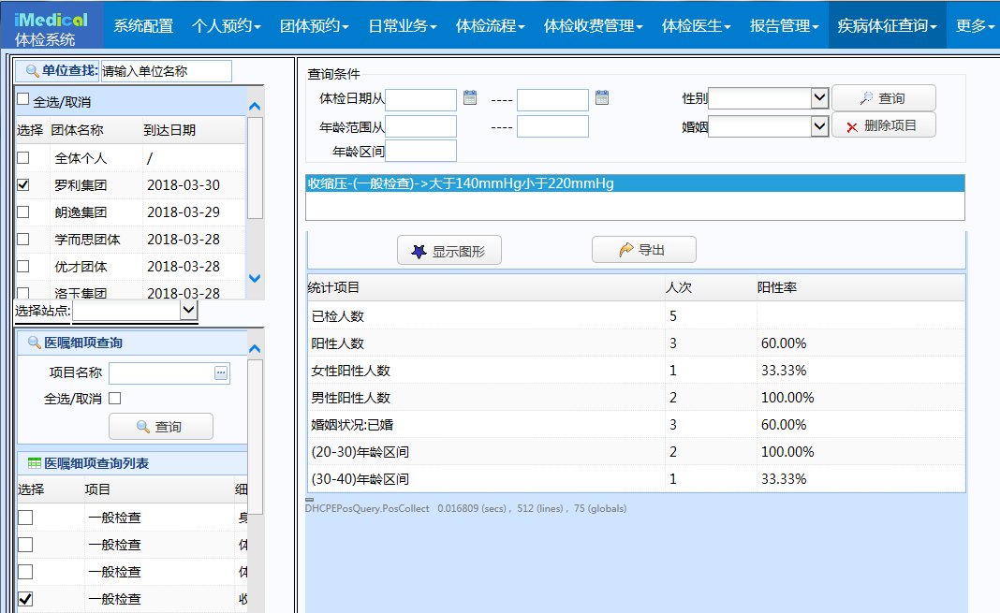 iMedical
体检系统
系统配置 个人预约 团体预约 日常业务 体检流程 体检收费管理 体检医生 报告管理 疾病体征查询 更多
单位查找: 请输入单位名称
全选/取消
选择 团体名称 到达日期
全体个人 /
罗利集团 2018-03-30
朗逸集团 2018-03-29
学而思团体 2018-03-28
优才团体 2018-03-28
洛玉集团 2018-03-28
选择站点:
医嘱细项查询
项目名称
全选/取消
查询
医嘱细项查询列表
选择 项目 细
一般检查 身
一般检查 体
一般检查 体
一般检查 收
查询条件
体检日期从 ---- 性别 查询
年龄范围从 ---- 婚姻 删除项目
年龄区间
收缩压-(一般检查)->大于140mmHg小于220mmHg
显示图形 导出
统计项目 人次 阳性率
已检人数 5
阳性人数 3 60.00%
女性阳性人数 1 33.33%
男性阳性人数 2 100.00%
婚姻状况:已婚 3 60.00%
(20-30)年龄区间 2 100.00%
(30-40)年龄区间 1 33.33%
DHCPEPosQuery.PosCollect 0.016809 (secs) , 512 (lines) , 75 (globals)